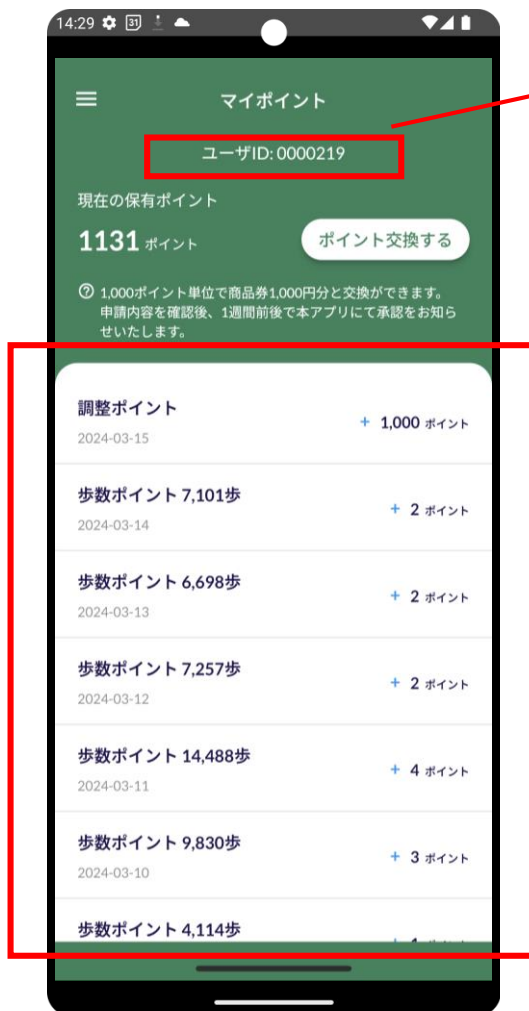 14:29 31
マイポイント
ユーザID: 0000219
現在の保有ポイント
1131 ポイント
ポイント交換する
1,000ポイント単位で商品券1,000円分と交換ができます。
申請内容を確認後、1週間前後で本アプリにて承認をお知ら
せいたします。
調整ポイント
+ 1,000 ポイント
2024-03-15
歩数ポイント 7,101歩
+ 2 ポイント
2024-03-14
歩数ポイント 6,698歩
+ 2 ポイント
2024-03-13
歩数ポイント 7,257歩
+ 2 ポイント
2024-03-12
歩数ポイント 14,488歩
+ 4 ポイント
2024-03-11
歩数ポイント 9,830歩
+ 3 ポイント
2024-03-10
歩数ポイント 4,114歩